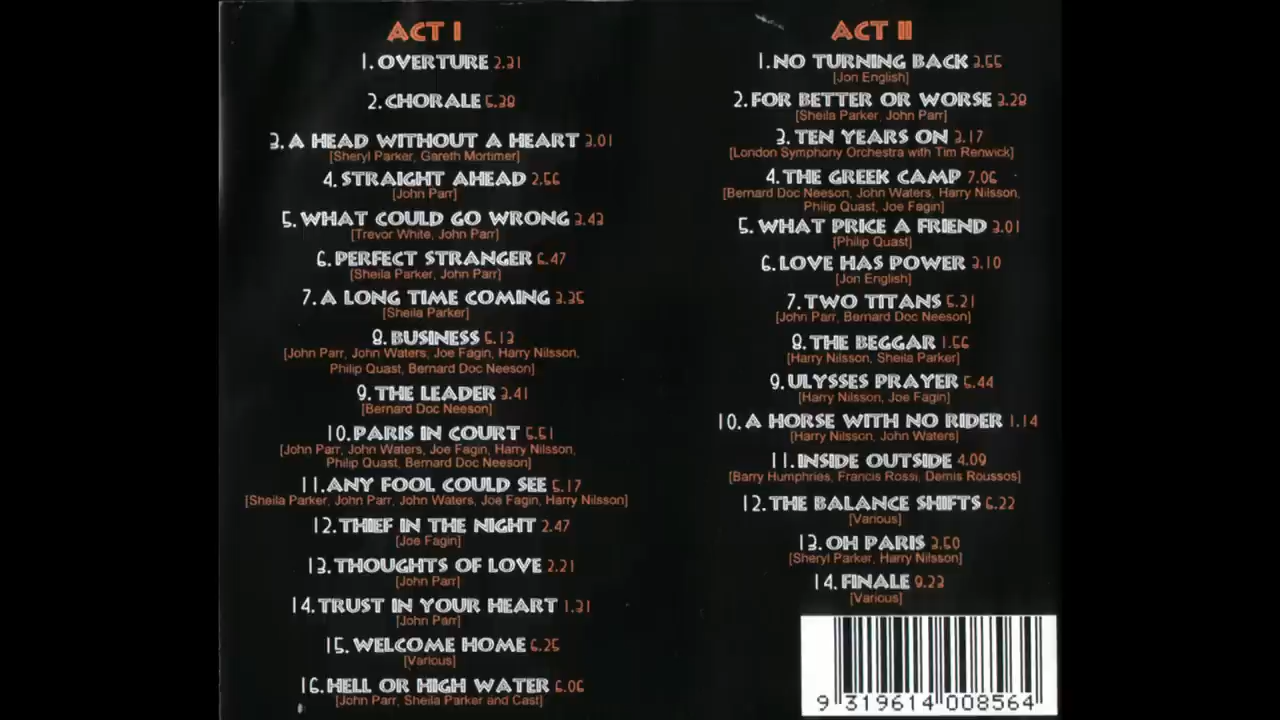 ACT I
1. OVERTURE 2.31
2. CHORALE 5.38
3. A HEAD WITHOUT A HEART 3.01
[Sheryl Parker, Gareth Mortimer]
4. STRAIGHT AHEAD 2.56
[John Parr]
5. WHAT COULD GO WRONG 3.43
[Trevor White, John Parr]
6. PERFECT STRANGER 5.47
[Sheila Parker, John Parr]
7. A LONG TIME COMING 3.35
[Sheila Parker]
8. BUSINESS 5.13
[John Parr, John Waters, Joe Fagin, Harry Nilsson,
Philip Quast, Bernard Doc Neeson]
9. THE LEADER 3.41
[Bernard Doc Neeson]
10. PARIS IN COURT 5.51
[John Parr, John Waters, Joe Fagin, Harry Nilsson,
Philip Quast, Bernard Doc Neeson]
11. ANY FOOL COULD SEE 5.17
[Sheila Parker, John Parr, John Waters, Joe Fagin, Harry Nilsson]
12. THIEF IN THE NIGHT 2.47
[Joe Fagin]
13. THOUGHTS OF LOVE 2.21
[John Parr]
14. TRUST IN YOUR HEART 1.31
[John Parr]
15. WELCOME HOME 5.25
[Various]
16. HELL OR HIGH WATER 5.06
[John Parr, Sheila Parker and Cast]
ACT II
1. NO TURNING BACK 3.55
[Jon English]
2. FOR BETTER OR WORSE 3.28
[Sheila Parker, John Parr]
3. TEN YEARS ON 3.17
[London Symphony Orchestra with Tim Renwick]
4. THE GREEK CAMP 7.06
[Bernard Doc Neeson, John Waters, Harry Nilsson,
Philip Quast, Joe Fagin]
5. WHAT PRICE A FRIEND 3.01
[Philip Quast]
6. LOVE HAS POWER 3.10
[Jon English]
7. TWO TITANS 5.21
[John Parr, Bernard Doc Neeson]
8. THE BEGGAR 1.56
[Harry Nilsson, Sheila Parker]
9. ULYSSES PRAYER 5.44
[Harry Nilsson, Joe Fagin]
10. A HORSE WITH NO RIDER 1.14
[Harry Nilsson, John Waters]
11. INSIDE OUTSIDE 4.09
[Barry Humphries, Francis Rossi, Demis Roussos]
12. THE BALANCE SHIFTS 5.22
[Various]
13. OH PARIS 3.50
[Sheryl Parker, Harry Nilsson]
14. FINALE 9.23
[Various]
9 319614 008564